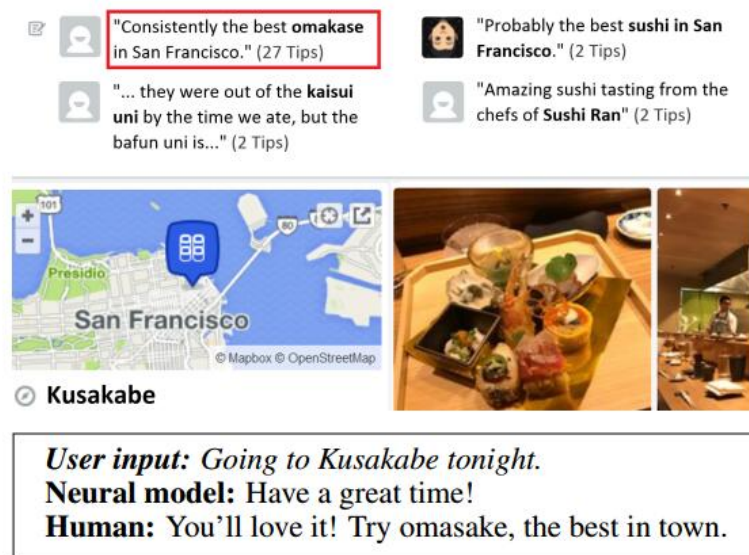 "Consistently the best omakase
in San Francisco." (27 Tips)
"... they were out of the kaisui
uni by the time we ate, but the
bafun uni is..." (2 Tips)
"Probably the best sushi in San
Francisco." (2 Tips)
"Amazing sushi tasting from the
chefs of Sushi Ran" (2 Tips)
+
-
101
80
Presidio
San Francisco
© Mapbox © OpenStreetMap
Kusakabe
User input: Going to Kusakabe tonight.
Neural model: Have a great time!
Human: You'll love it! Try omasake, the best in town.